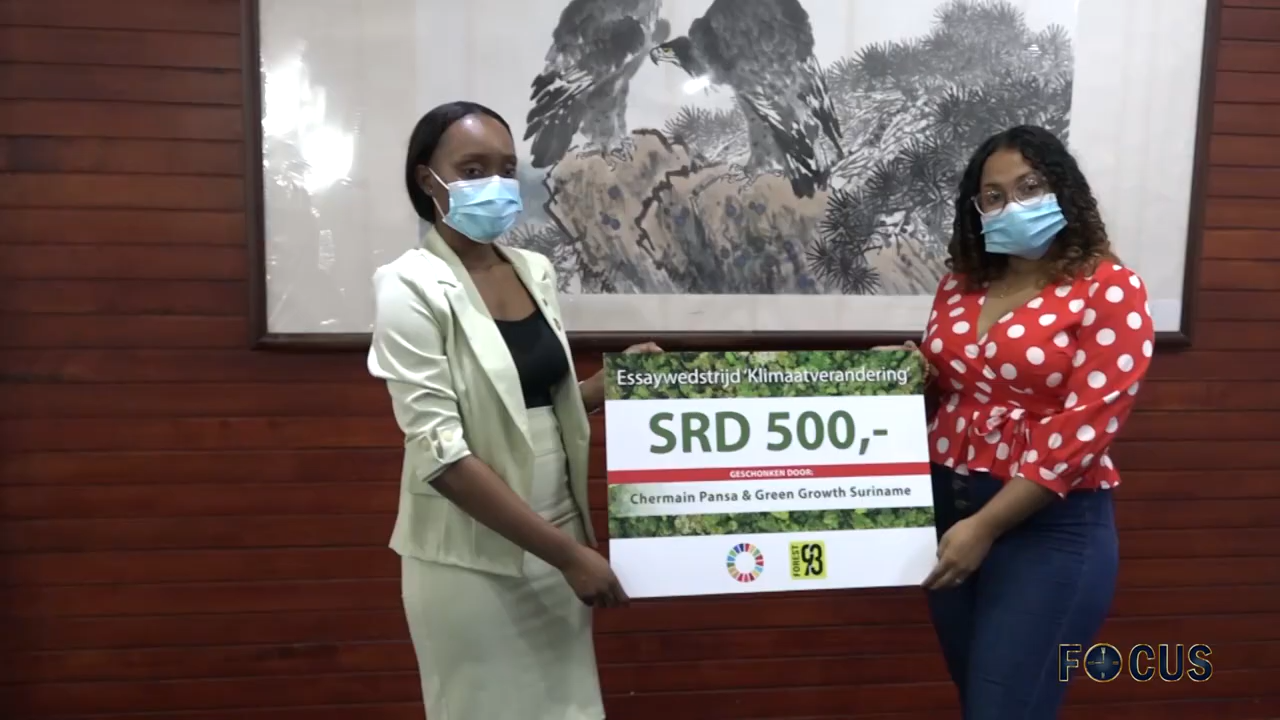 Essaywedstrijd 'Klimaatverandering'
SRD 500,-
GESCHONKEN DOOR:
Chermain Pansa & Green Growth Suriname
FOREST 93
FOCUS